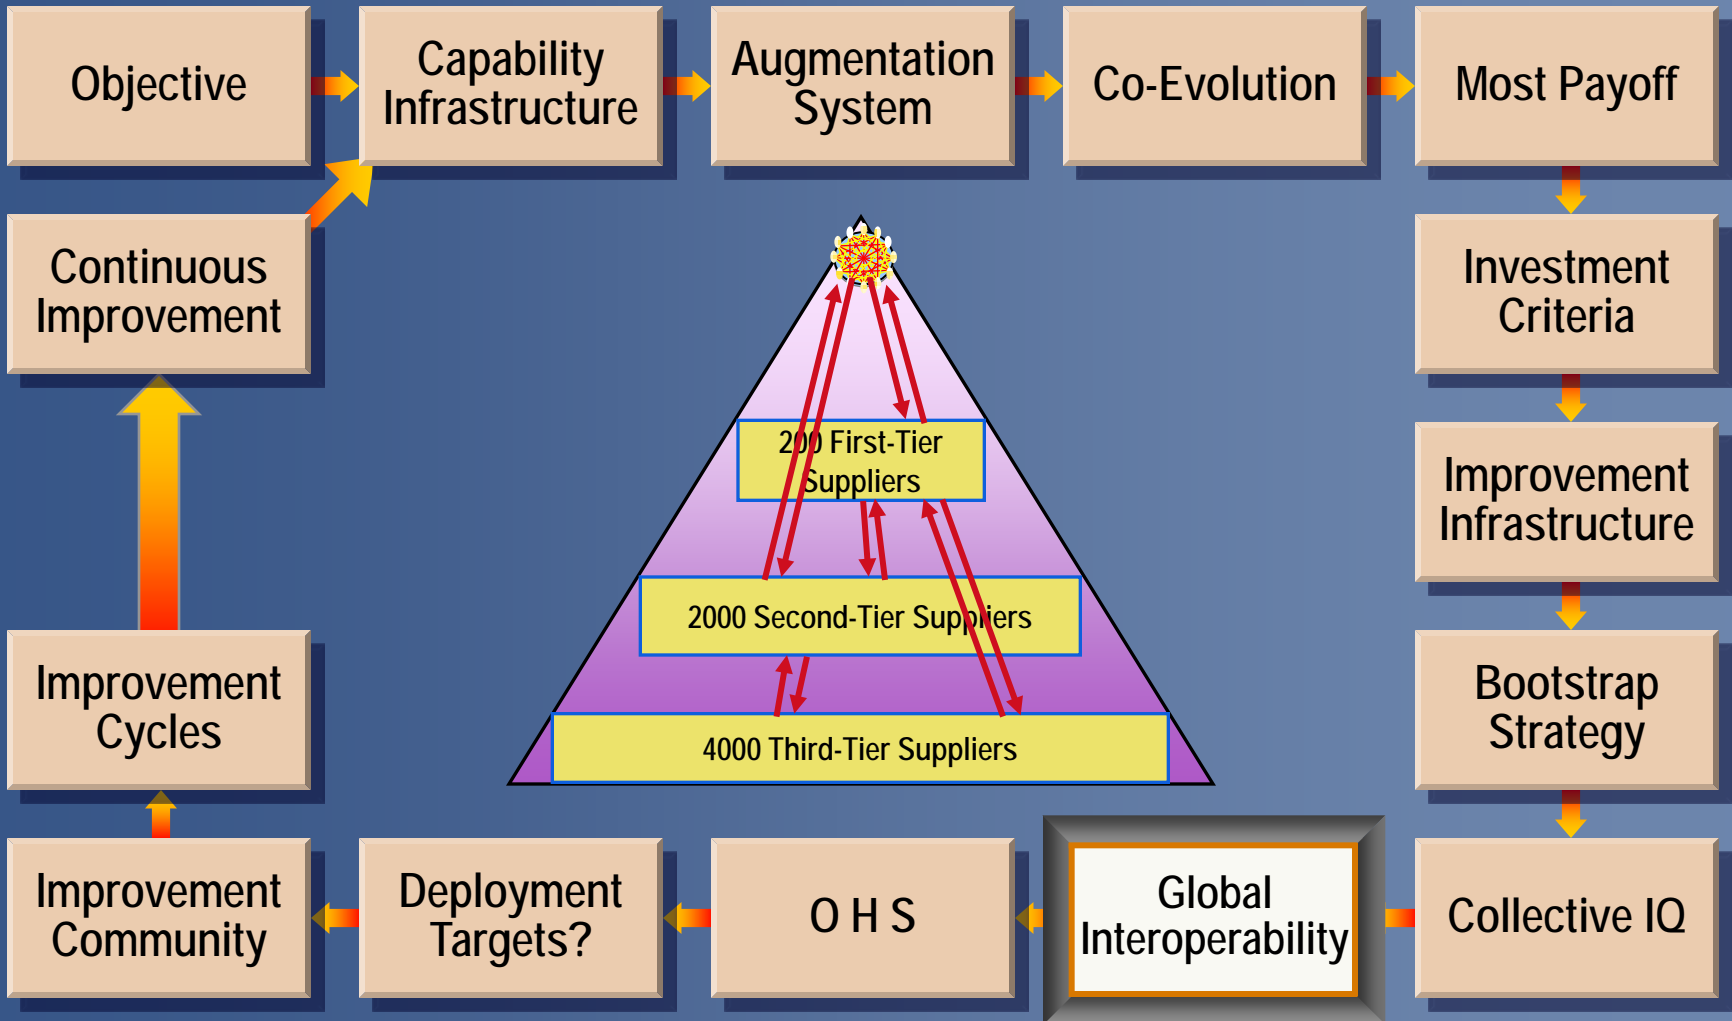 Objective
Capability
Infrastructure
Augmentation
System
Co-Evolution
Most Payoff
Continuous
Improvement
Investment
Criteria
200 First-Tier
Suppliers
Improvement
Infrastructure
2000 Second-Tier Suppliers
Improvement
Cycles
Bootstrap
Strategy
4000 Third-Tier Suppliers
Improvement
Community
Deployment
Targets?
O H S
Global
Interoperability
Collective IQ